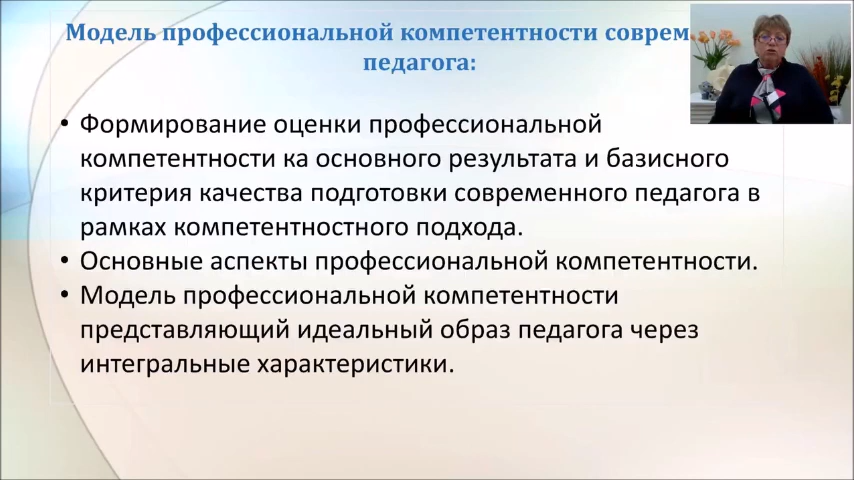 Модель профессиональной компетентности соврем
педагога:
• Формирование оценки профессиональной
компетентности ка основного результата и базисного
критерия качества подготовки современного педагога в
рамках компетентностного подхода.
• Основные аспекты профессиональной компетентности.
• Модель профессиональной компетентности
представляющий идеальный образ педагога через
интегральные характеристики.